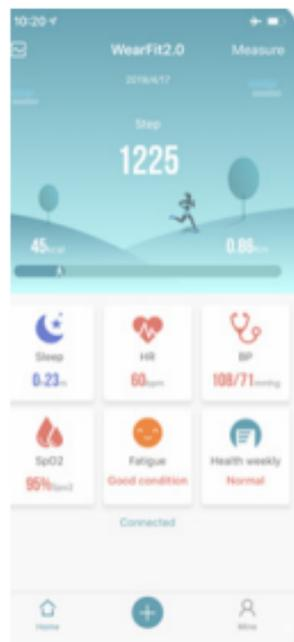 10:20
WearFit2.0 Measure
2019/4/17
Step
1225
45kcal 0.86km
Sleep HR BP
0h23m 60bpm 108/71mmhg
SpO2 Fatigue Health weekly
95% Good condition Normal
Connected
Home Mine